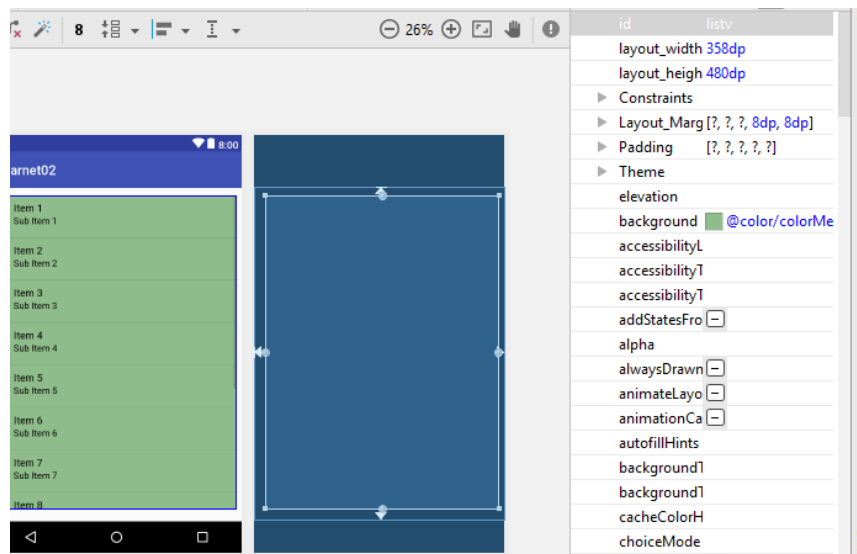 8
26%
id listv
layout_width 358dp
layout_heigh 480dp
Constraints
Layout_Marg [?, ?, ?, 8dp, 8dp]
Padding [?, ?, ?, ?, ?]
Theme
elevation
background @color/colorMe
accessibilityL
accessibilityT
accessibilityT
addStatesFro
alpha
alwaysDrawn
animateLayo
animationCa
autofillHints
backgroundT
backgroundT
cacheColorH
choiceMode
8:00
arnet02
Item 1
Sub Item 1
Item 2
Sub Item 2
Item 3
Sub Item 3
Item 4
Sub Item 4
Item 5
Sub Item 5
Item 6
Sub Item 6
Item 7
Sub Item 7
Item 8